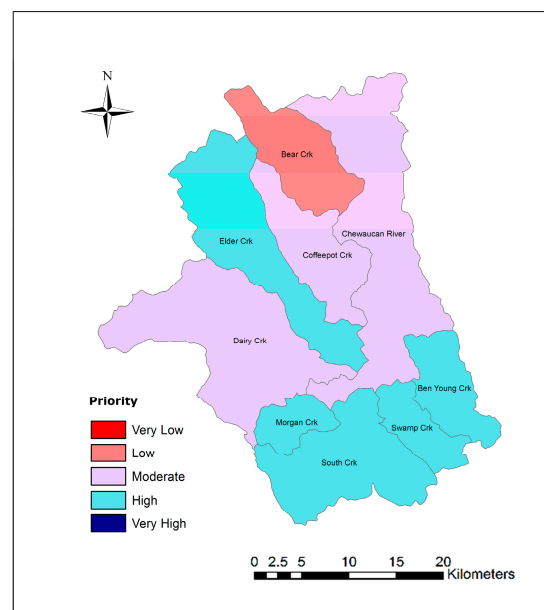 N
Bear Crk
Chewaucan River
Elder Crk
Coffeepot Crk
Dairy Crk
Ben Young Crk
Morgan Crk
Swamp Crk
South Crk
Priority
Very Low
Low
Moderate
High
Very High
0 2.5 5 10 15 20
Kilometers